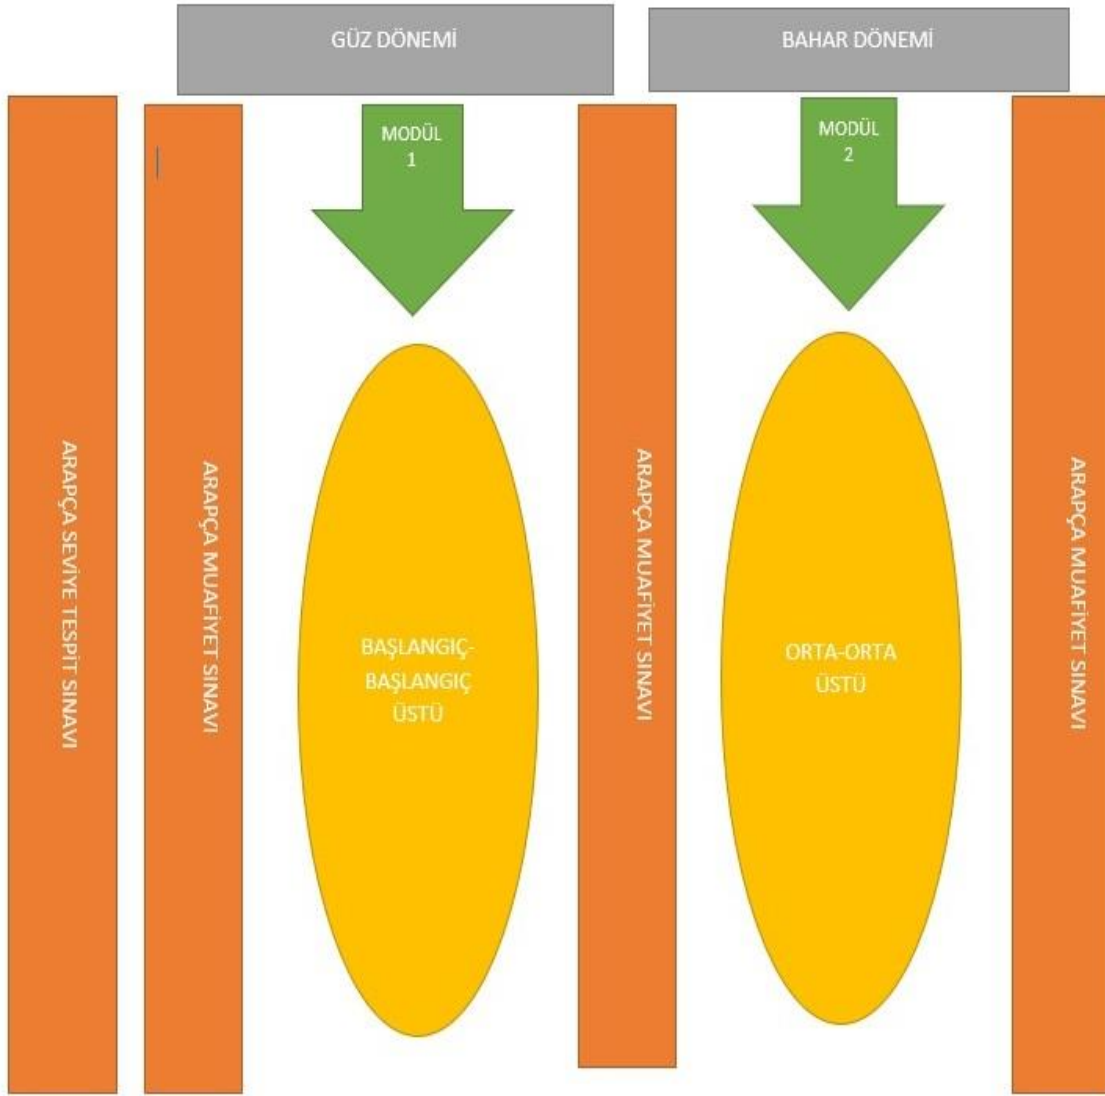 GÜZ DÖNEMİ
BAHAR DÖNEMİ
MODÜL
1
MODÜL
2
ARAPÇA SEVİYE TESPİT SINAVI
ARAPÇA MUAFİYET SINAVI
BAŞLANGIÇ-
BAŞLANGIÇ
ÜSTÜ
ARAPÇA MUAFİYET SINAVI
ORTA-ORTA
ÜSTÜ
ARAPÇA MUAFİYET SINAVI